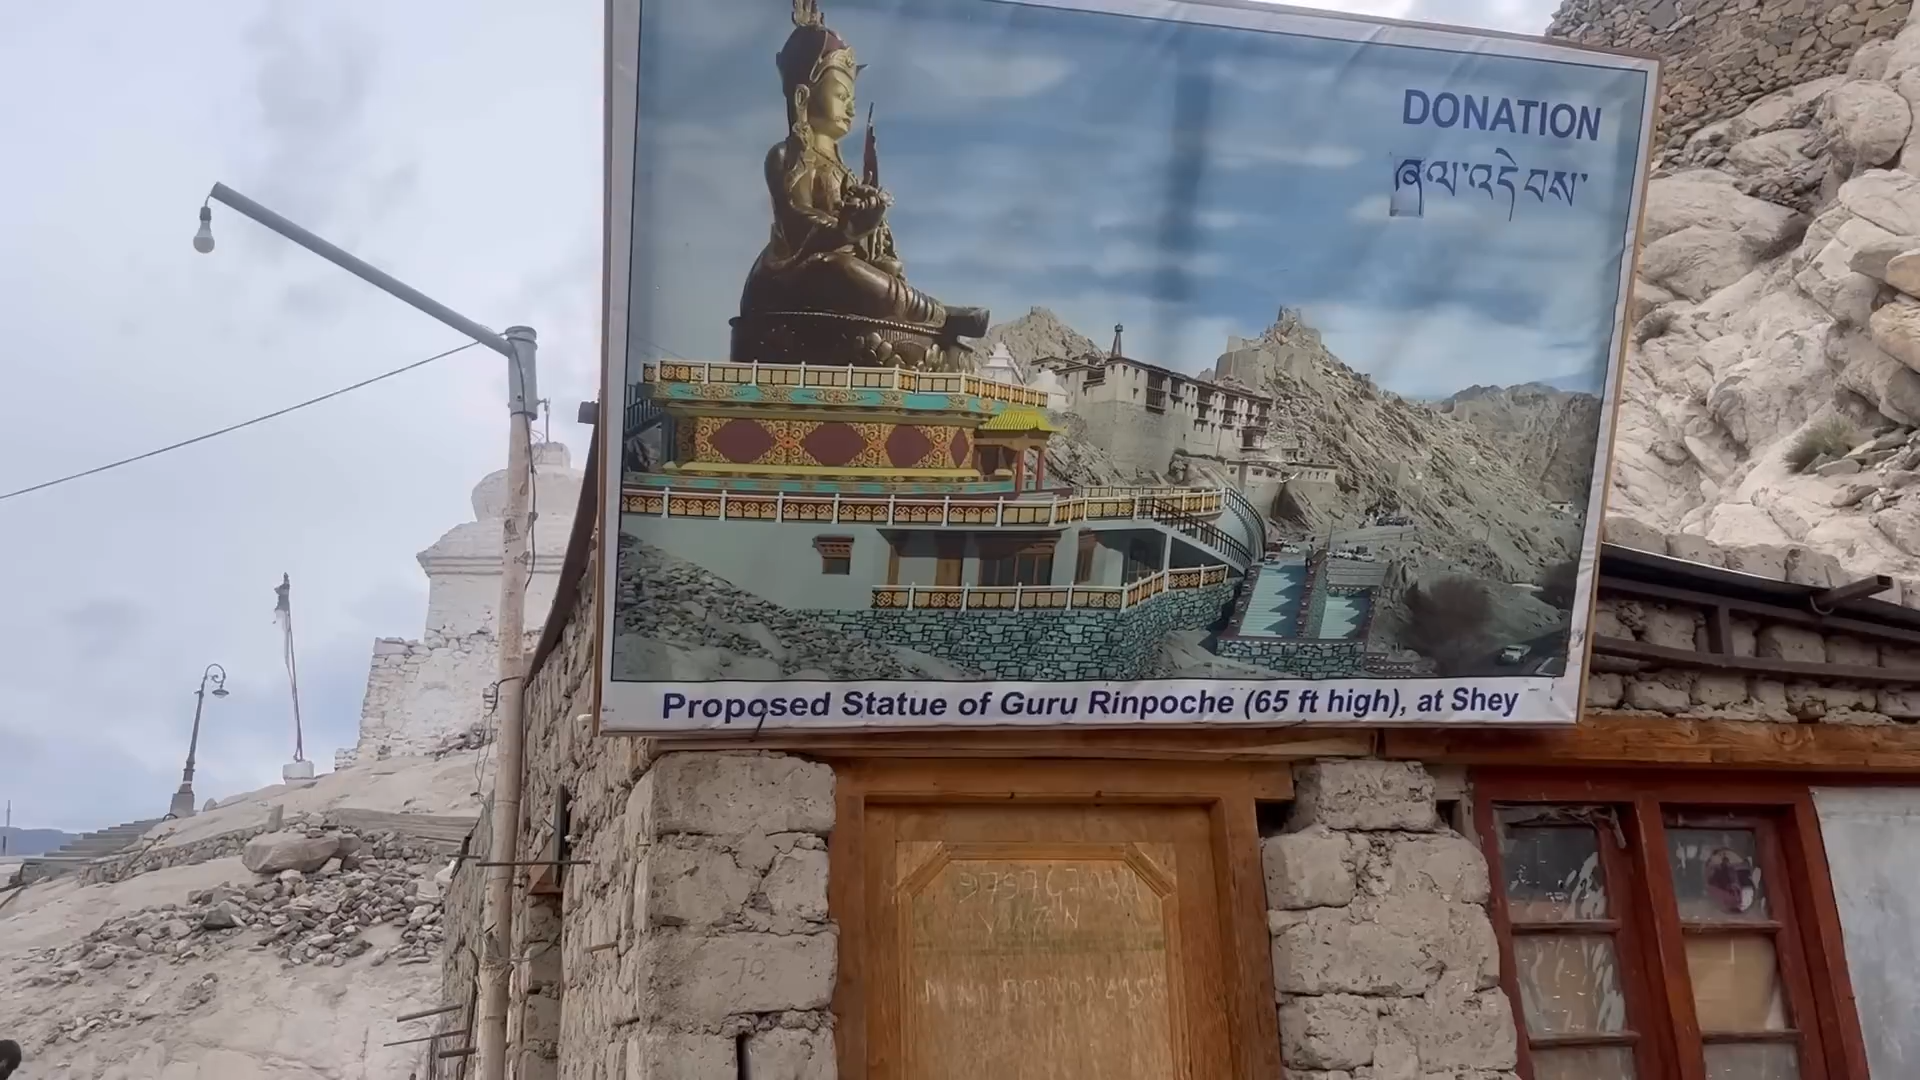 DONATION
ཞལ་འདེབས་
Proposed Statue of Guru Rinpoche (65 ft high), at Shey